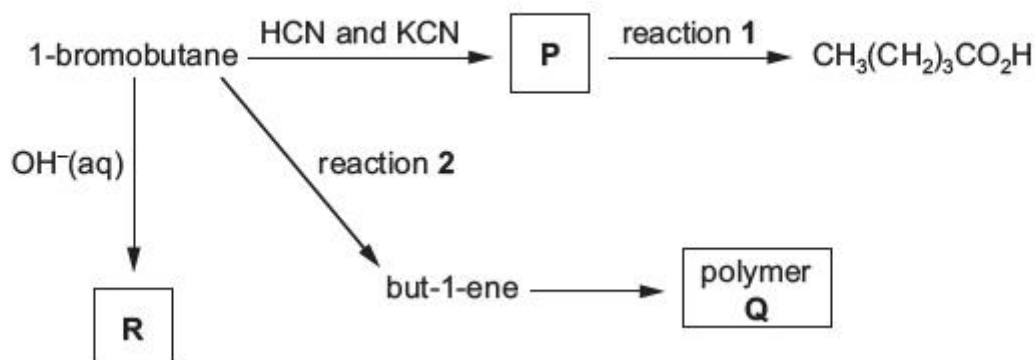 HCN and KCN
1-bromobutane
P
reaction 1
CH₃(CH₂)₃CO₂H
OH⁻(aq)
reaction 2
but-1-ene
polymer
Q
R